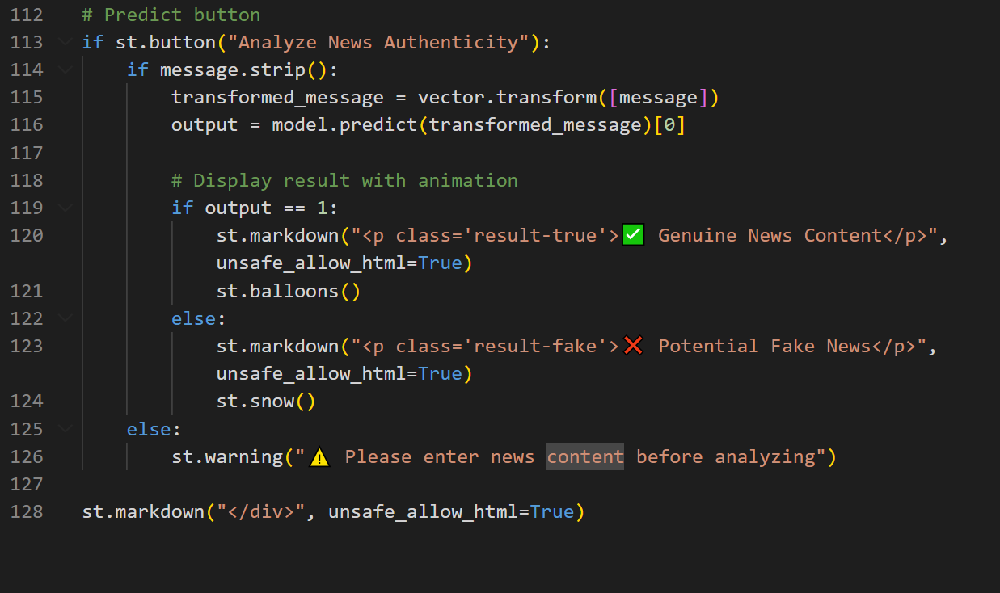 112 # Predict button
113 if st.button("Analyze News Authenticity"):
114     if message.strip():
115         transformed_message = vector.transform([message])
116         output = model.predict(transformed_message)[0]
117
118         # Display result with animation
119         if output == 1:
120             st.markdown("<p class='result-true'>✅ Genuine News Content</p>",
            unsafe_allow_html=True)
121             st.balloons()
122         else:
123             st.markdown("<p class='result-fake'>❌ Potential Fake News</p>",
            unsafe_allow_html=True)
124             st.snow()
125     else:
126         st.warning("⚠️ Please enter news content before analyzing")
127
128 st.markdown("</div>", unsafe_allow_html=True)